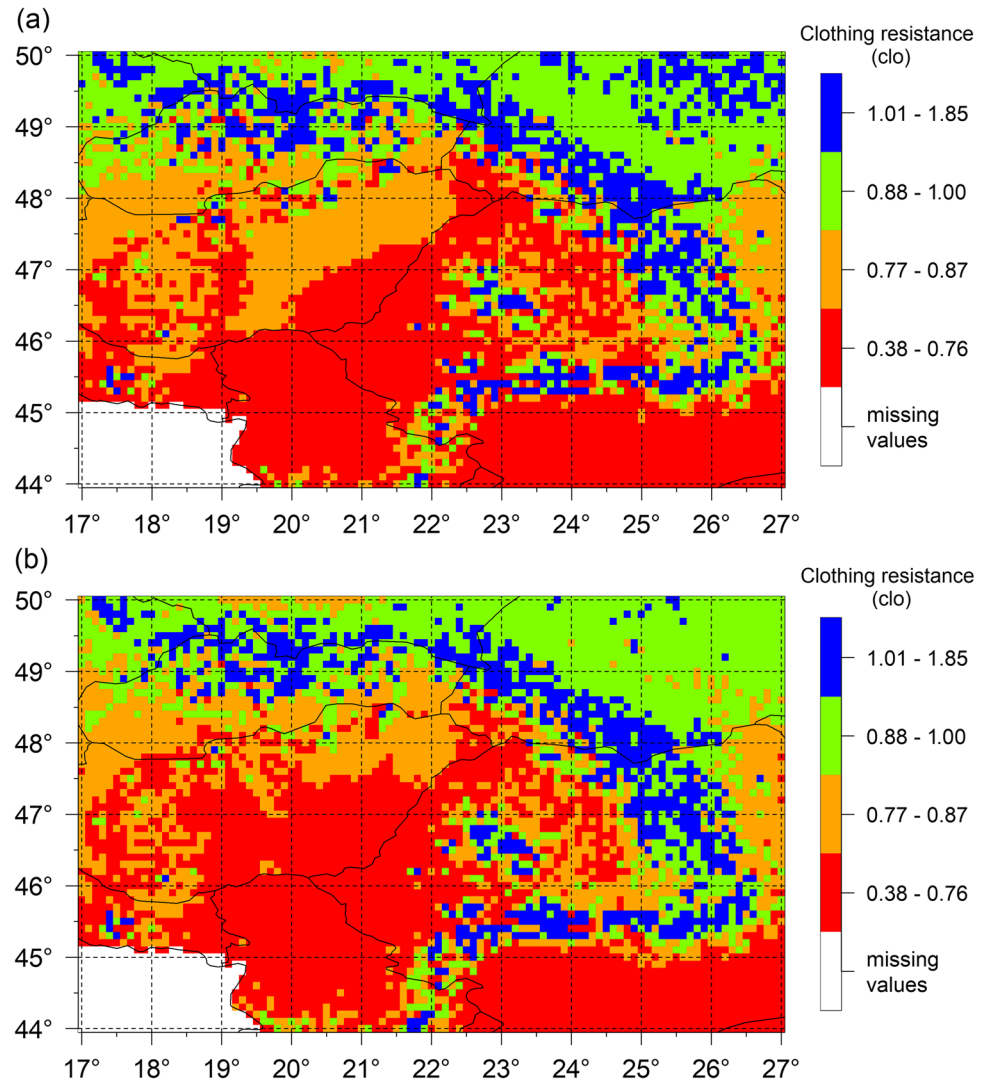 (a)
Clothing resistance
(clo)
50°
49°
48°
47°
46°
45°
44°
17° 18° 19° 20° 21° 22° 23° 24° 25° 26° 27°
1.01 - 1.85
0.88 - 1.00
0.77 - 0.87
0.38 - 0.76
missing
values
(b)
Clothing resistance
(clo)
50°
49°
48°
47°
46°
45°
44°
17° 18° 19° 20° 21° 22° 23° 24° 25° 26° 27°
1.01 - 1.85
0.88 - 1.00
0.77 - 0.87
0.38 - 0.76
missing
values